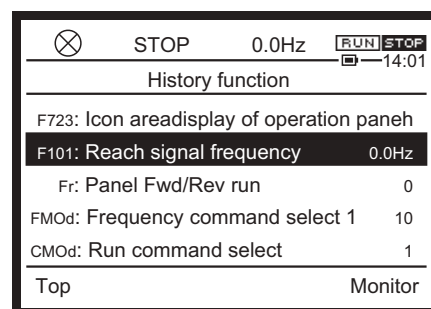 STOP 0.0Hz RUN STOP
14:01
History function
F723: Icon areadisplay of operation paneh
F101: Reach signal frequency 0.0Hz
Fr: Panel Fwd/Rev run 0
FMOd: Frequency command select 1 10
CMOd: Run command select 1
Top Monitor